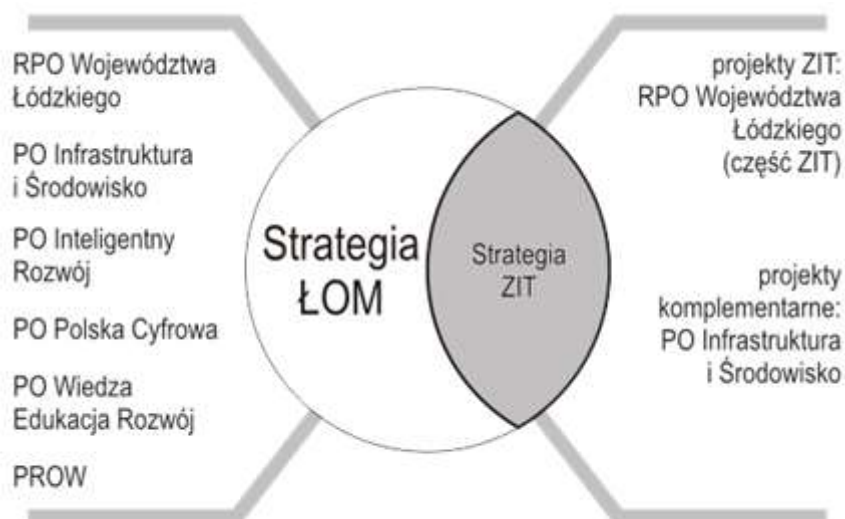 RPO Województwa
Łódzkiego
PO Infrastruktura
i Środowisko
PO Inteligentny
Rozwój
PO Polska Cyfrowa
PO Wiedza
Edukacja Rozwój
PROW
Strategia
ŁOM
Strategia
ZIT
projekty ZIT:
RPO Województwa
Łódzkiego
(część ZIT)
projekty
komplementarne:
PO Infrastruktura
i Środowisko